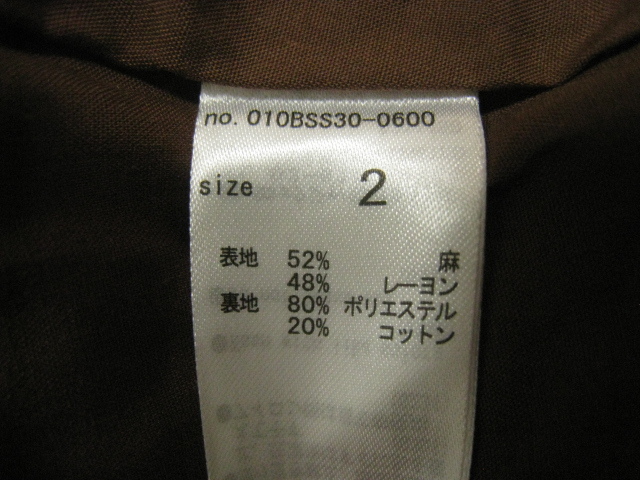 no. 010BSS30-0600
size 2
表地 52% 麻
48% レーヨン
裏地 80% ポリエステル
20% コットン